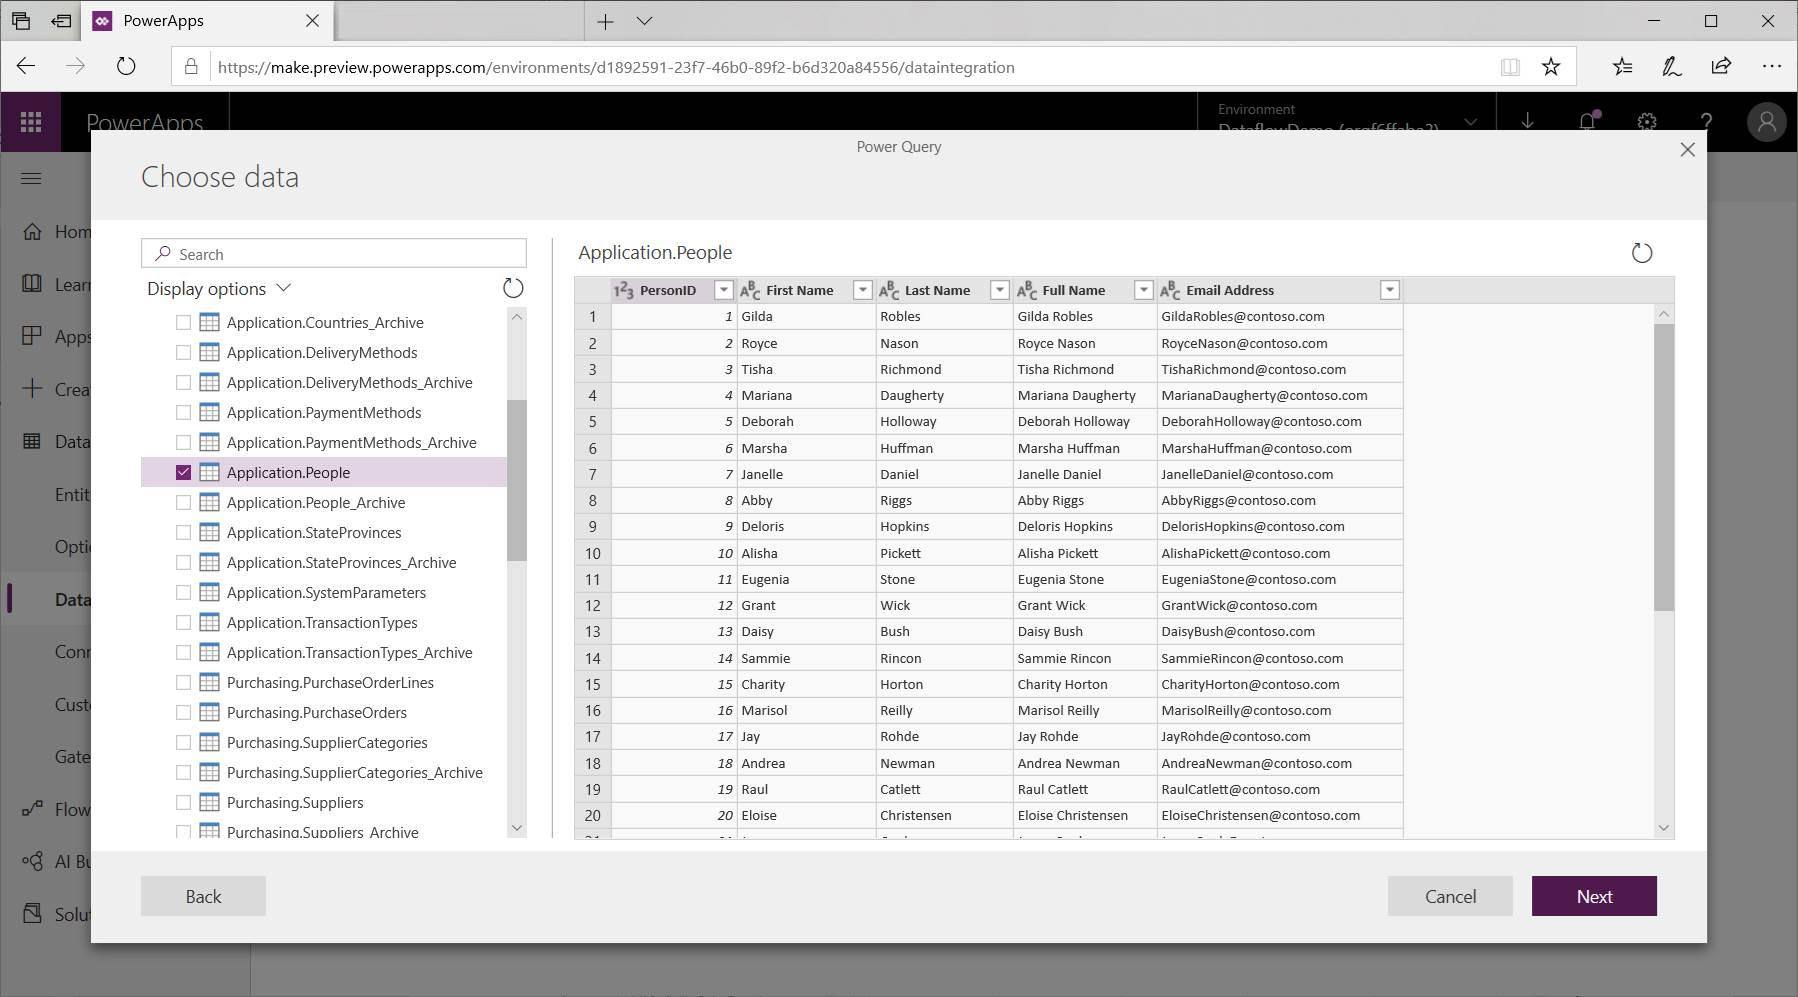 PowerApps
https://make.preview.powerapps.com/environments/d1892591-23f7-46b0-89f2-b6d320a84556/dataintegration
PowerApps
Environment
Power Query
Choose data
Search
Display options
Application.Countries_Archive
Application.DeliveryMethods
Application.DeliveryMethods_Archive
Application.PaymentMethods
Application.PaymentMethods_Archive
Application.People
Application.People_Archive
Application.StateProvinces
Application.StateProvinces_Archive
Application.SystemParameters
Application.TransactionTypes
Application.TransactionTypes_Archive
Purchasing.PurchaseOrderLines
Purchasing.PurchaseOrders
Purchasing.SupplierCategories
Purchasing.SupplierCategories_Archive
Purchasing.Suppliers
Purchasing.Suppliers_Archive
Application.People
PersonID First Name Last Name Full Name Email Address
1 1 Gilda Robles Gilda Robles GildaRobles@contoso.com
2 2 Royce Nason Royce Nason RoyceNason@contoso.com
3 3 Tisha Richmond Tisha Richmond TishaRichmond@contoso.com
4 4 Mariana Daugherty Mariana Daugherty MarianaDaugherty@contoso.com
5 5 Deborah Holloway Deborah Holloway DeborahHolloway@contoso.com
6 6 Marsha Huffman Marsha Huffman MarshaHuffman@contoso.com
7 7 Janelle Daniel Janelle Daniel JanelleDaniel@contoso.com
8 8 Abby Riggs Abby Riggs AbbyRiggs@contoso.com
9 9 Deloris Hopkins Deloris Hopkins DelorisHopkins@contoso.com
10 10 Alisha Pickett Alisha Pickett AlishaPickett@contoso.com
11 11 Eugenia Stone Eugenia Stone EugeniaStone@contoso.com
12 12 Grant Wick Grant Wick GrantWick@contoso.com
13 13 Daisy Bush Daisy Bush DaisyBush@contoso.com
14 14 Sammie Rincon Sammie Rincon SammieRincon@contoso.com
15 15 Charity Horton Charity Horton CharityHorton@contoso.com
16 16 Marisol Reilly Marisol Reilly MarisolReilly@contoso.com
17 17 Jay Rohde Jay Rohde JayRohde@contoso.com
18 18 Andrea Newman Andrea Newman AndreaNewman@contoso.com
19 19 Raul Catlett Raul Catlett RaulCatlett@contoso.com
20 20 Eloise Christensen Eloise Christensen EloiseChristensen@contoso.com
Hom
Learn
Apps
Crea
Data
Entit
Opti
Data
Conn
Cust
Gate
Flow
AI Bu
Solut
Back
Cancel
Next